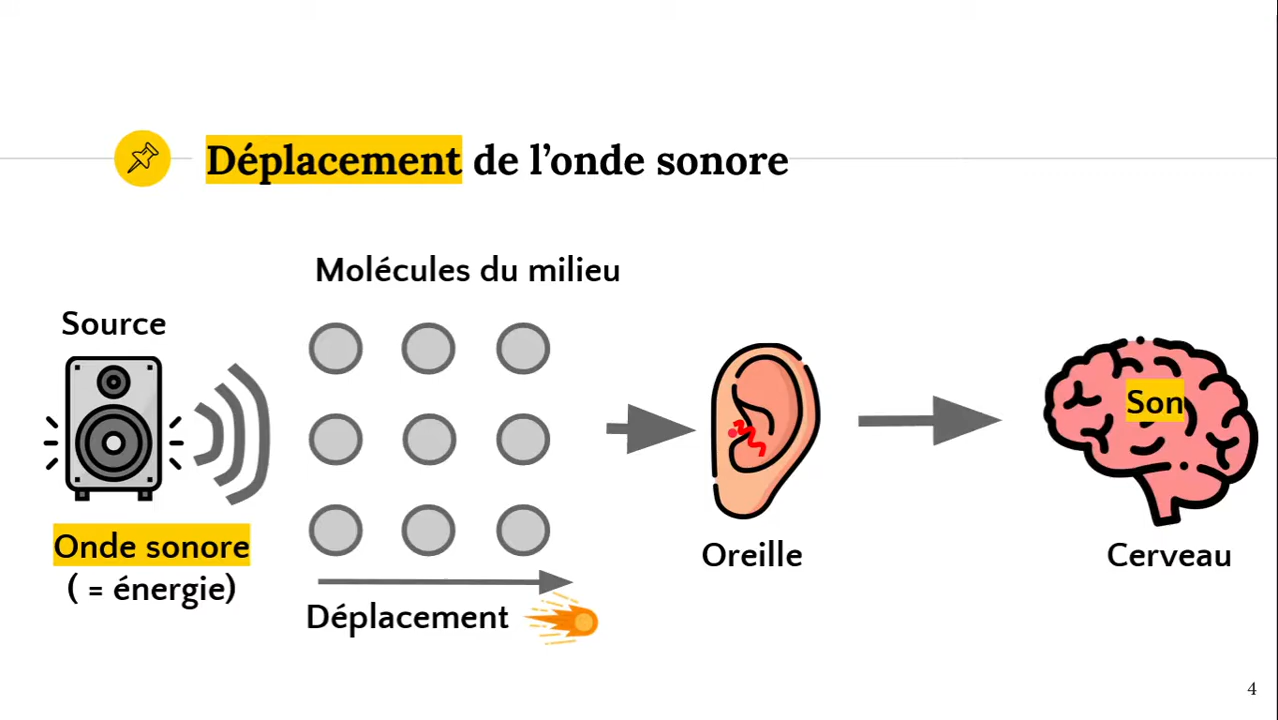 Déplacement de l’onde sonore
Molécules du milieu
Source
Son
Onde sonore
( = énergie)
Oreille
Cerveau
Déplacement
4